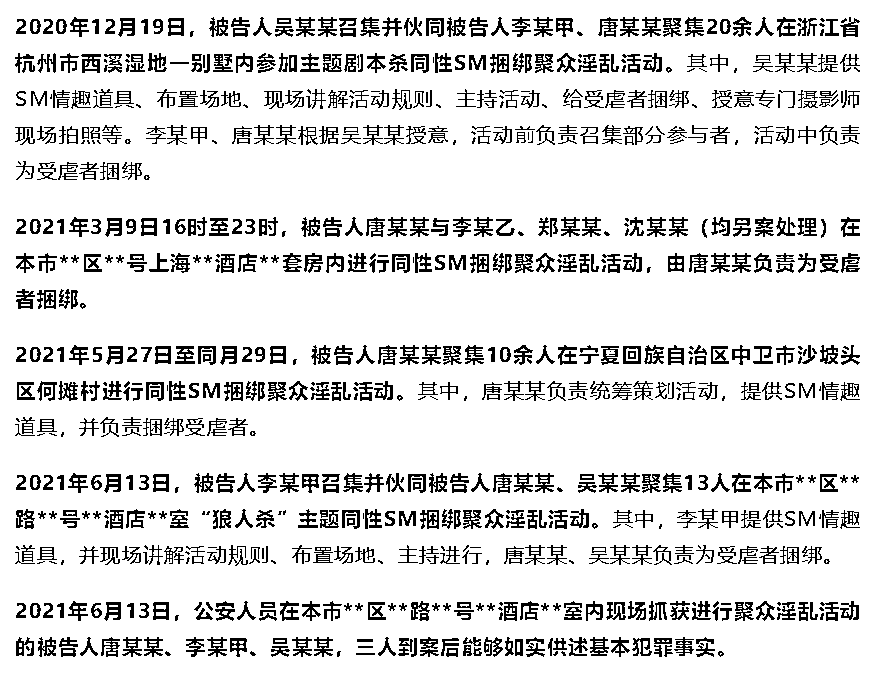 2020年12月19日，被告人吴某某召集并伙同被告人李某甲、唐某某聚集20余人在浙江省
杭州市西溪湿地一别墅内参加主题剧本杀同性SM捆绑聚众淫乱活动。其中，吴某某提供
SM情趣道具、布置场地、现场讲解活动规则、主持活动、给受虐者捆绑、授意专门摄影师
现场拍照等。李某甲、唐某某根据吴某某授意，活动前负责召集部分参与者，活动中负责
为受虐者捆绑。
2021年3月9日16时至23时，被告人唐某某与李某乙、郑某某、沈某某（均另案处理）在
本市**区**号上海**酒店**套房内进行同性SM捆绑聚众淫乱活动，由唐某某负责为受虐
者捆绑。
2021年5月27日至同月29日，被告人唐某某聚集10余人在宁夏回族自治区中卫市沙坡头
区何摊村进行同性SM捆绑聚众淫乱活动。其中，唐某某负责统筹策划活动，提供SM情趣
道具，并负责捆绑受虐者。
2021年6月13日，被告人李某甲召集并伙同被告人唐某某、吴某某聚集13人在本市**区**
路**号**酒店**室“狼人杀”主题同性SM捆绑聚众淫乱活动。其中，李某甲提供SM情趣
道具，并现场讲解活动规则、布置场地、主持进行，唐某某、吴某某负责为受虐者捆绑。
2021年6月13日，公安人员在本市**区**路**号**酒店**室内现场抓获进行聚众淫乱活动
的被告人唐某某、李某甲、吴某某，三人到案后能够如实供述基本犯罪事实。